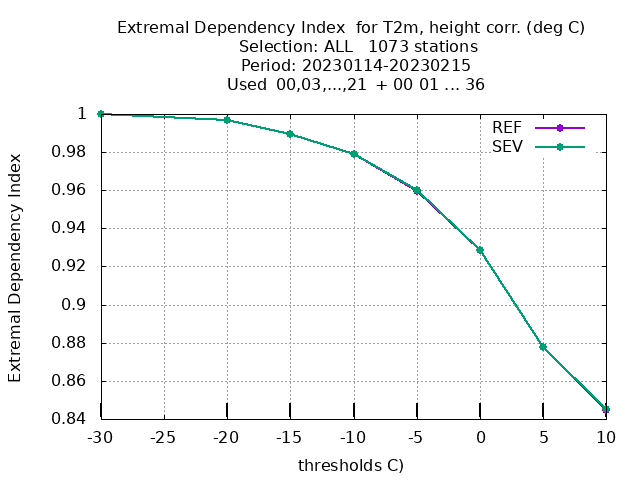 Extremal Dependency Index  for T2m, height corr. (deg C)
Selection: ALL   1073 stations
Period: 20230114-20230215
Used  00,03,...,21  + 00 01 ... 36
REF
SEV
1
0.98
0.96
0.94
0.92
0.9
0.88
0.86
0.84
Extremal Dependency Index
-30
-25
-20
-15
-10
-5
0
5
10
thresholds C)